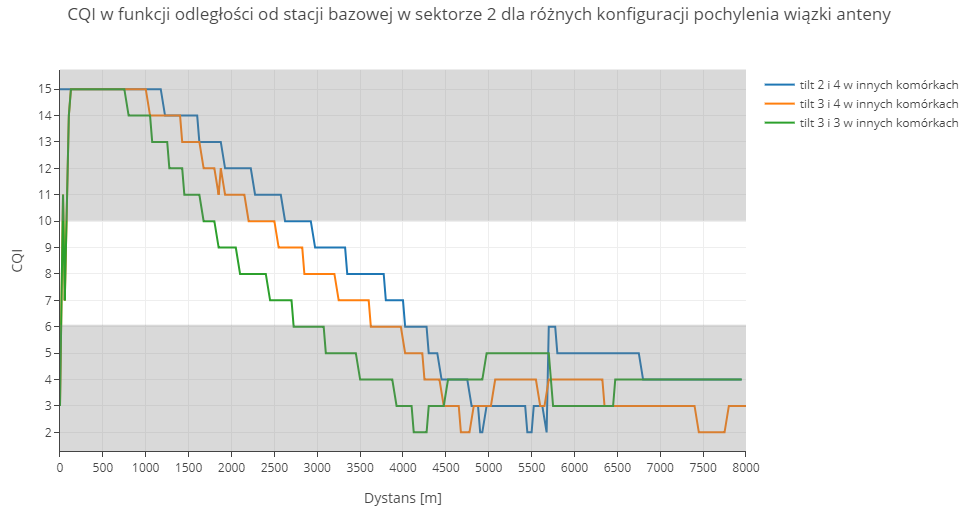 CQI w funkcji odległości od stacji bazowej w sektorze 2 dla różnych konfiguracji pochylenia wiązki anteny
tilt 2 i 4 w innych komórkach
tilt 3 i 4 w innych komórkach
tilt 3 i 3 w innych komórkach
CQI
15
14
13
12
11
10
9
8
7
6
5
4
3
2
0 500 1000 1500 2000 2500 3000 3500 4000 4500 5000 5500 6000 6500 7000 7500 8000
Dystans [m]